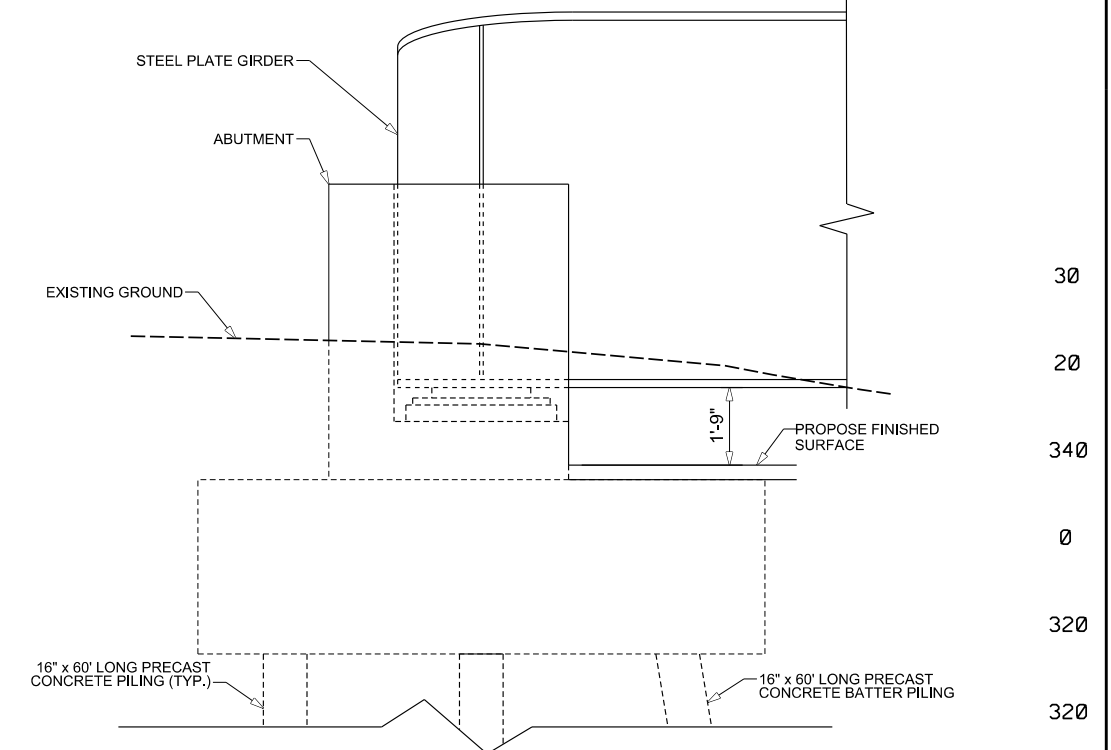 STEEL PLATE GIRDER
ABUTMENT
EXISTING GROUND
30
20
1'-9"
PROPOSE FINISHED
SURFACE
340
0
320
16" x 60' LONG PRECAST
CONCRETE PILING (TYP.)
16" x 60' LONG PRECAST
CONCRETE BATTER PILING
320